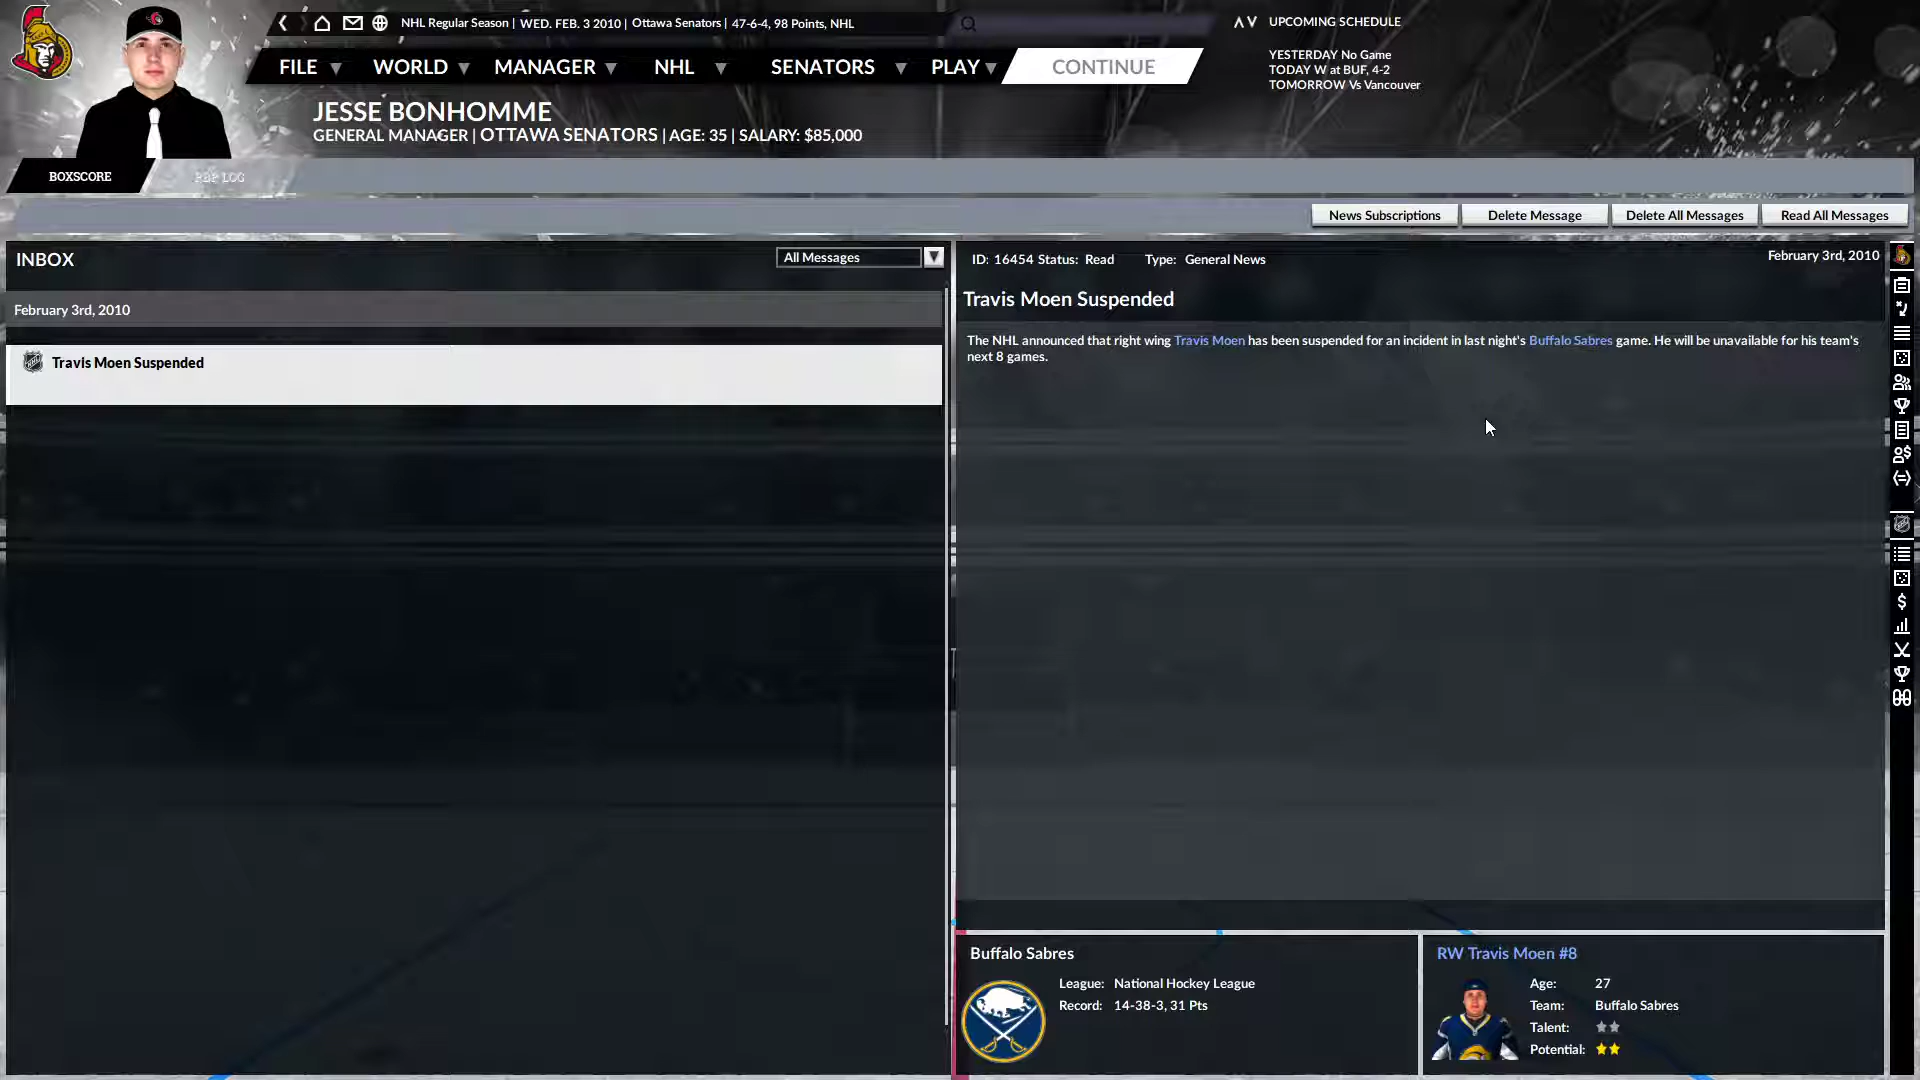 NHL Regular Season | WED. FEB. 3 2010 | Ottawa Senators | 47-6-4, 98 Points, NHL
UPCOMING SCHEDULE
YESTERDAY No Game
TODAY W at BUF, 4-2
TOMORROW Vs Vancouver
FILE WORLD MANAGER NHL SENATORS PLAY CONTINUE
JESSE BONHOMME
GENERAL MANAGER | OTTAWA SENATORS | AGE: 35 | SALARY: $85,000
BOXSCORE PBP LOG
News Subscriptions Delete Message Delete All Messages Read All Messages
INBOX All Messages
February 3rd, 2010
Travis Moen Suspended
ID: 16454 Status: Read Type: General News February 3rd, 2010
Travis Moen Suspended
The NHL announced that right wing Travis Moen has been suspended for an incident in last night's Buffalo Sabres game. He will be unavailable for his team's
next 8 games.
Buffalo Sabres
League: National Hockey League
Record: 14-38-3, 31 Pts
RW Travis Moen #8
Age: 27
Team: Buffalo Sabres
Talent:
Potential: